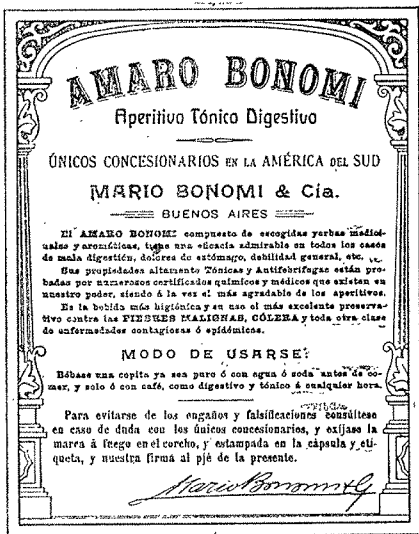 AMARO BONOMI
Aperitivo Tónico Digestivo
ÚNICOS CONCESIONARIOS EN LA AMÉRICA DEL SUD
MARIO BONOMI & Cía.
BUENOS AIRES
El AMARO BONOMI compuesto de escogidas yerbas medici-
nales y aromáticas, tiene una eficacia admirable en todos los casos
de mala digestión, dolores de estómago, debilidad general, etc.
Sus propiedades altamente Tónicas y Antifebrífugas están pro-
badas por numerosos certificados químicos y médicos que existen en
nuestro poder, siendo á la vez el más agradable de los aperitivos.
Es la bebida más higiénica y su uso el más excelente preserva-
tivo contra las FIEBRES MALIGNAS, CÓLERA y toda otra clase
de enfermedades contagiosas ó epidémicas.
MODO DE USARSE:
Bébase una copita ya sea puro ó con agua ó soda antes de co-
mer, y solo ó con café, como digestivo y tónico á cualquier hora.
Para evitarse de los engaños y falsificaciones consúltese
en caso de duda con los únicos concesionarios, y exíjase la
marca á fuego en el corcho, y estampada en la cápsula y eti-
queta, y nuestra firma al pié de la presente.
Mario Bonomi & C